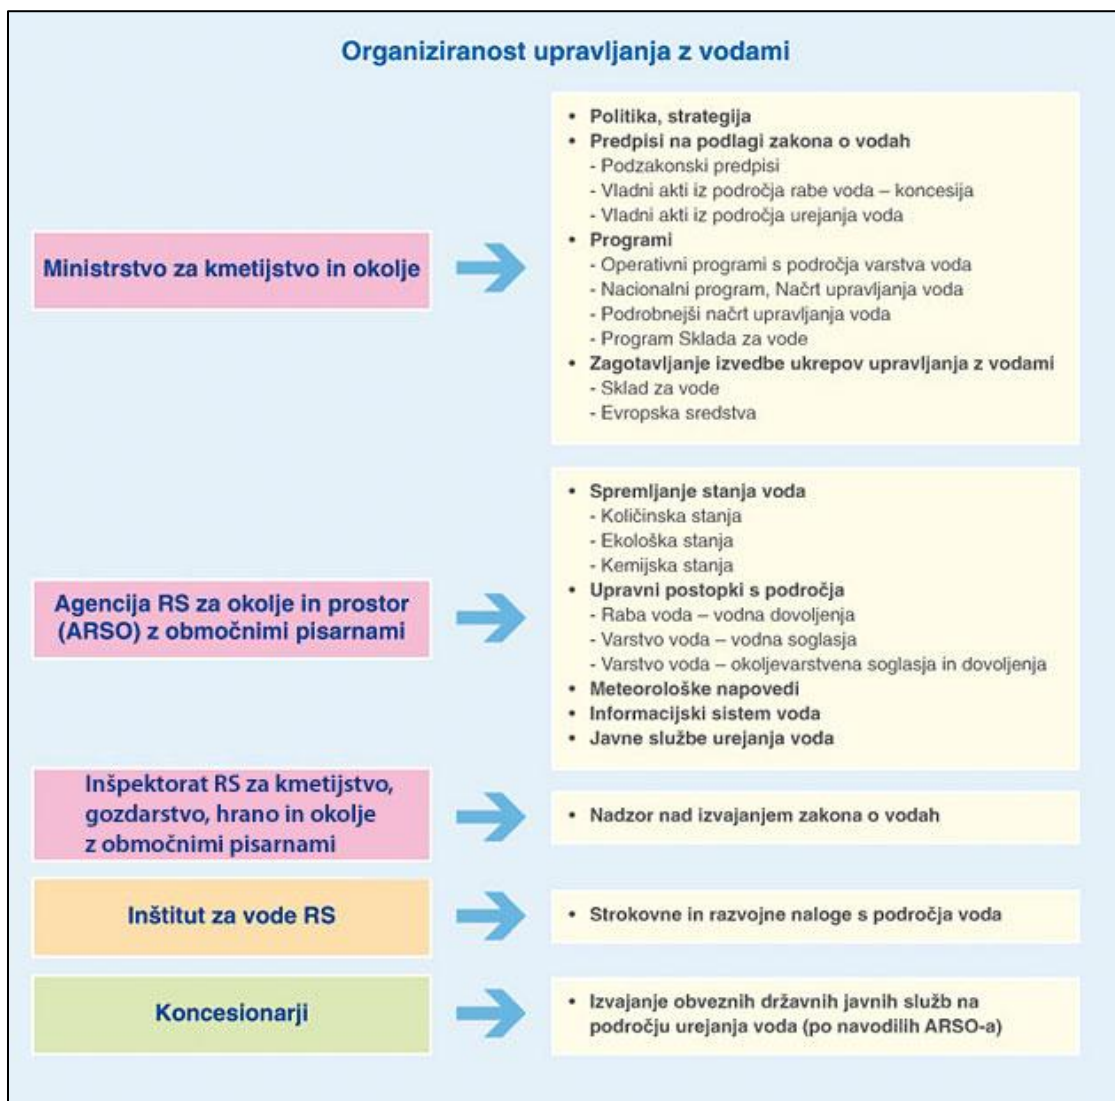 Organiziranost upravljanja z vodami
Ministrstvo za kmetijstvo in okolje
• Politika, strategija
• Predpisi na podlagi zakona o vodah
- Podzakonski predpisi
- Vladni akti iz področja rabe voda – koncesija
- Vladni akti iz področja urejanja voda
• Programi
- Operativni programi s področja varstva voda
- Nacionalni program, Načrt upravljanja voda
- Podrobnejši načrt upravljanja voda
- Program Sklada za vode
• Zagotavljanje izvedbe ukrepov upravljanja z vodami
- Sklad za vode
- Evropska sredstva
Agencija RS za okolje in prostor
(ARSO) z območnimi pisarnami
• Spremljanje stanja voda
- Količinska stanja
- Ekološka stanja
- Kemijska stanja
• Upravni postopki s področja
- Raba voda – vodna dovoljenja
- Varstvo voda – vodna soglasja
- Varstvo voda – okoljevarstvena soglasja in dovoljenja
• Meteorološke napovedi
• Informacijski sistem voda
• Javne službe urejanja voda
Inšpektorat RS za kmetijstvo,
gozdarstvo, hrano in okolje
z območnimi pisarnami
• Nadzor nad izvajanjem zakona o vodah
Inštitut za vode RS
• Strokovne in razvojne naloge s področja voda
Koncesionarji
• Izvajanje obveznih državnih javnih služb na
področju urejanja voda (po navodilih ARSO-a)